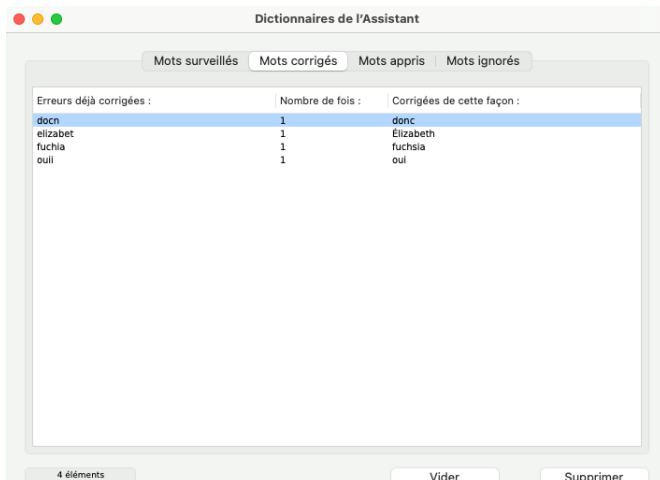 Dictionnaires de l'Assistant
Mots surveillés Mots corrigés Mots appris Mots ignorés
Erreurs déjà corrigées : Nombre de fois : Corrigées de cette façon :
docn 1 donc
elizabet 1 Élizabeth
fuchia 1 fuchsia
ouii 1 oui
4 éléments Vider Supprimer